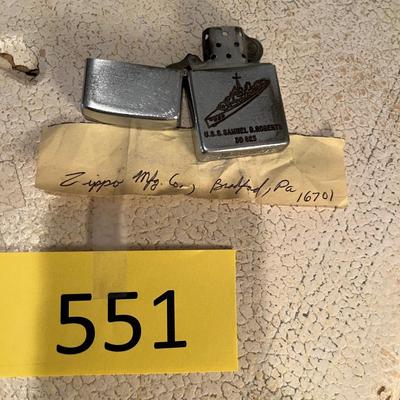 U.S.S. SAMUEL B. ROBERTS
DD 823
Zippo Mfg. Co., Bradford, Pa
16701
551